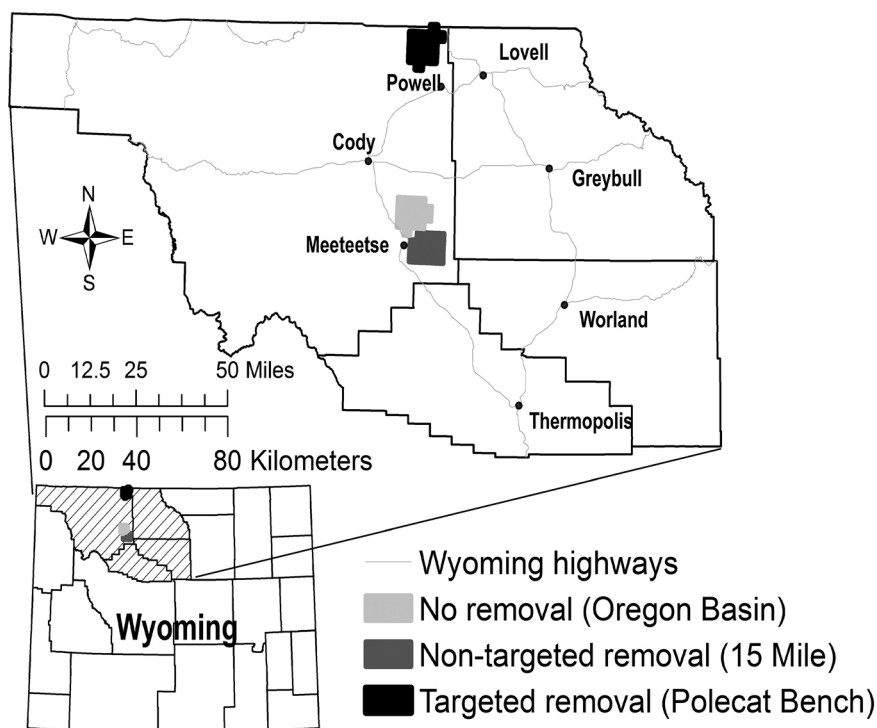 Lovell
Powell
Cody
Greybull
N
W E
S
Meeteetse
Worland
0 12.5 25 50 Miles
Thermopolis
0 20 40 80 Kilometers
Wyoming
Wyoming highways
No removal (Oregon Basin)
Non-targeted removal (15 Mile)
Targeted removal (Polecat Bench)